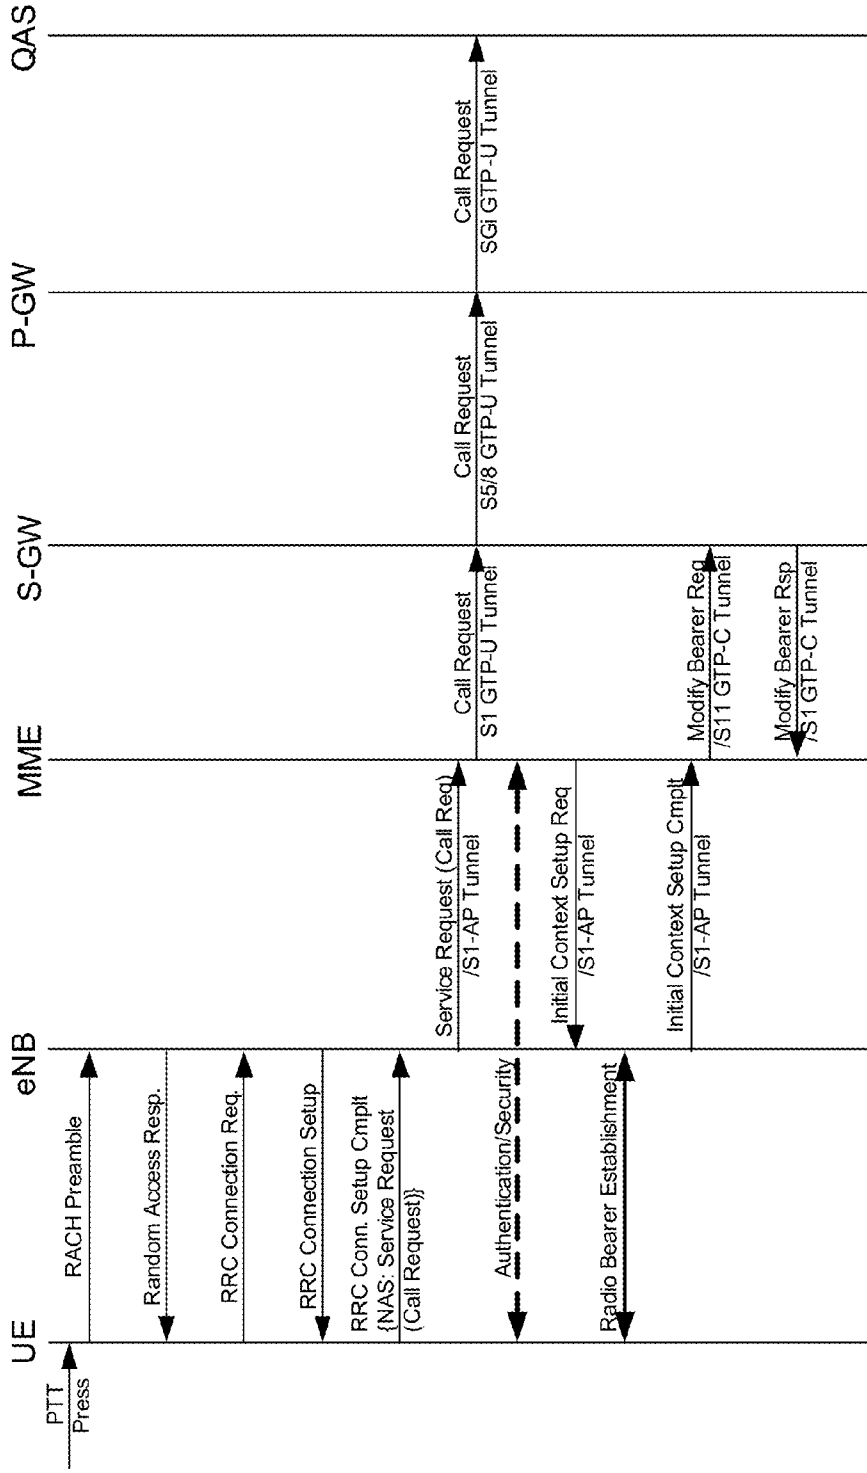 UE
eNB
MME
S-GW
P-GW
QAS
PTT
Press
RACH Preamble
Random Access Resp.
RRC Connection Req.
RRC Connection Setup
RRC Conn. Setup Cmplt
{NAS: Service Request
(Call Request)}
Service Request (Call Req)
/S1-AP Tunnel
Call Request
S1 GTP-U Tunnel
Call Request
S5/8 GTP-U Tunnel
Call Request
SGi GTP-U Tunnel
Authentication/Security
Initial Context Setup Req
/S1-AP Tunnel
Radio Bearer Establishment
Initial Context Setup Cmplt
/S1-AP Tunnel
Modify Bearer Req
/S11 GTP-C Tunnel
Modify Bearer Rsp
/S1 GTP-C Tunnel